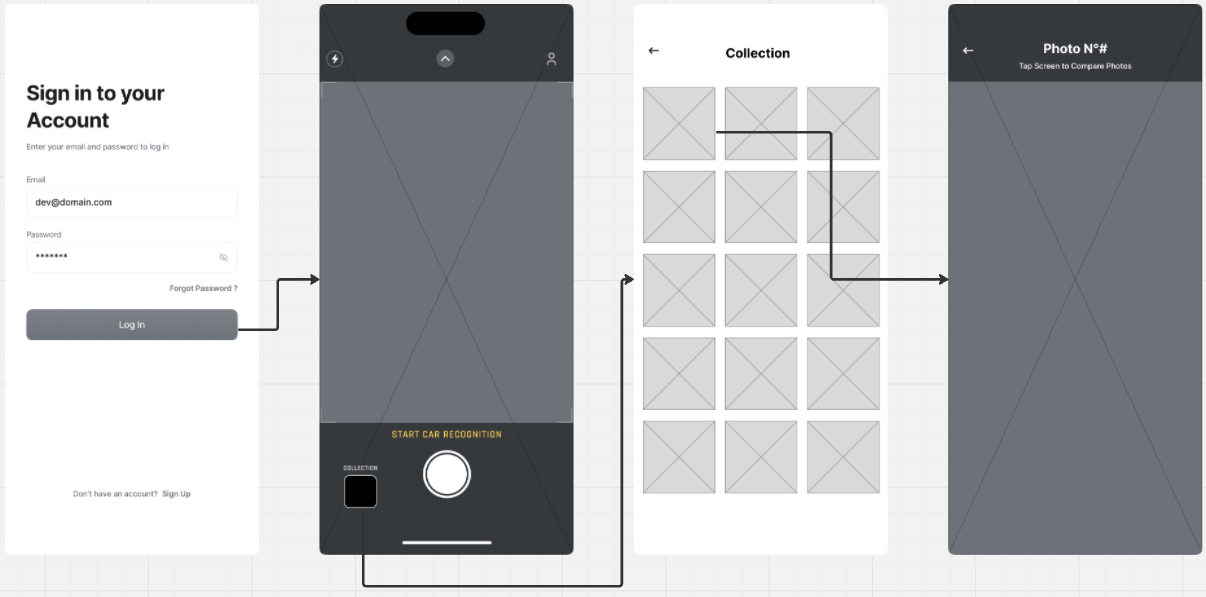 Sign in to your
Account
Enter your email and password to log in
Email
dev@domain.com
Password
*******
Forgot Password ?
Log In
Don't have an account? Sign Up
START CAR RECOGNITION
COLLECTION
Collection
Photo N°#
Tap Screen to Compare Photos